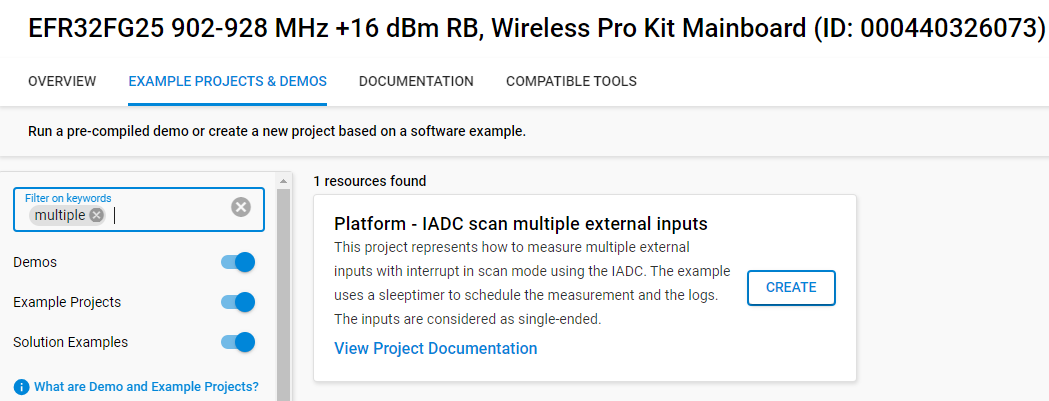 EFR32FG25 902-928 MHz +16 dBm RB, Wireless Pro Kit Mainboard (ID: 000440326073)
OVERVIEW
EXAMPLE PROJECTS & DEMOS
DOCUMENTATION
COMPATIBLE TOOLS
Run a pre-compiled demo or create a new project based on a software example.
Filter on keywords
multiple
Demos
Example Projects
Solution Examples
What are Demo and Example Projects?
1 resources found
Platform - IADC scan multiple external inputs
This project represents how to measure multiple external
inputs with interrupt in scan mode using the IADC. The example
uses a sleeptimer to schedule the measurement and the logs.
The inputs are considered as single-ended.
View Project Documentation
CREATE